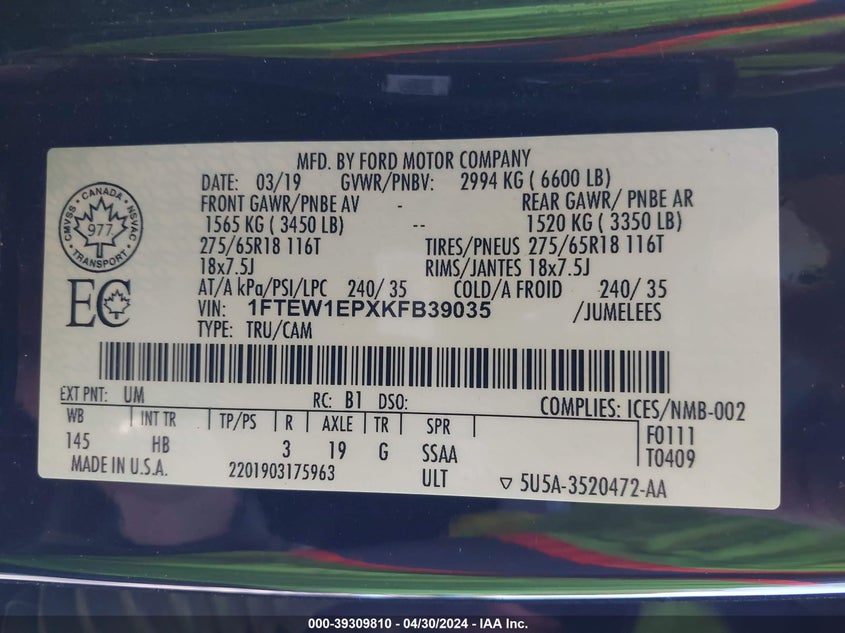 MFD. BY FORD MOTOR COMPANY
DATE: 03/19 GVWR/PNBV: 2994 KG ( 6600 LB)
FRONT GAWR/PNBE AV - REAR GAWR/ PNBE AR
1565 KG ( 3450 LB) -- 1520 KG ( 3350 LB)
275/65R18 116T TIRES/PNEUS 275/65R18 116T
18x7.5J RIMS/JANTES 18x7.5J
AT/A kPa/PSI/LPC 240/ 35 COLD/A FROID 240/ 35
VIN: 1FTEW1EPXKFB39035 /JUMELEES
TYPE: TRU/CAM
CANADA
CMVSS NSVAC
977
TRANSPORT
EC
EXT PNT: UM RC: B1 DSO: COMPLIES: ICES/NMB-002
WB INT TR TP/PS R AXLE TR SPR F0111
145 HB 3 19 G SSAA T0409
MADE IN U.S.A. 2201903175963 ULT ▽ 5U5A-3520472-AA
000-39309810 - 04/30/2024 - IAA Inc.